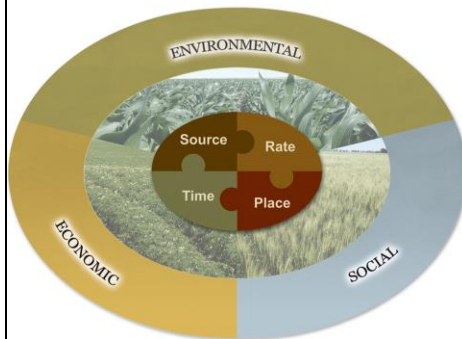 ENVIRONMENTAL
Source
Rate
Time
Place
ECONOMIC
SOCIAL